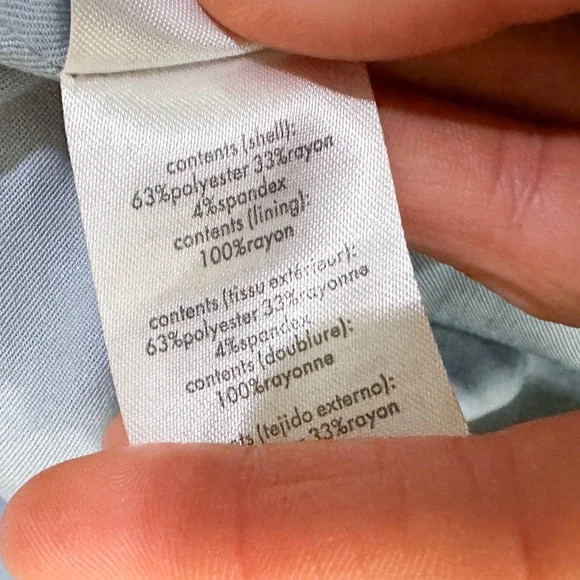 contents (shell):
63%polyester 33%rayon
4%spandex
contents (lining):
100%rayon
contents (tissu extérieur):
63%polyester 33%rayonne
4%spandex
contents (doublure):
100%rayonne
(tejido externo):
33%rayon